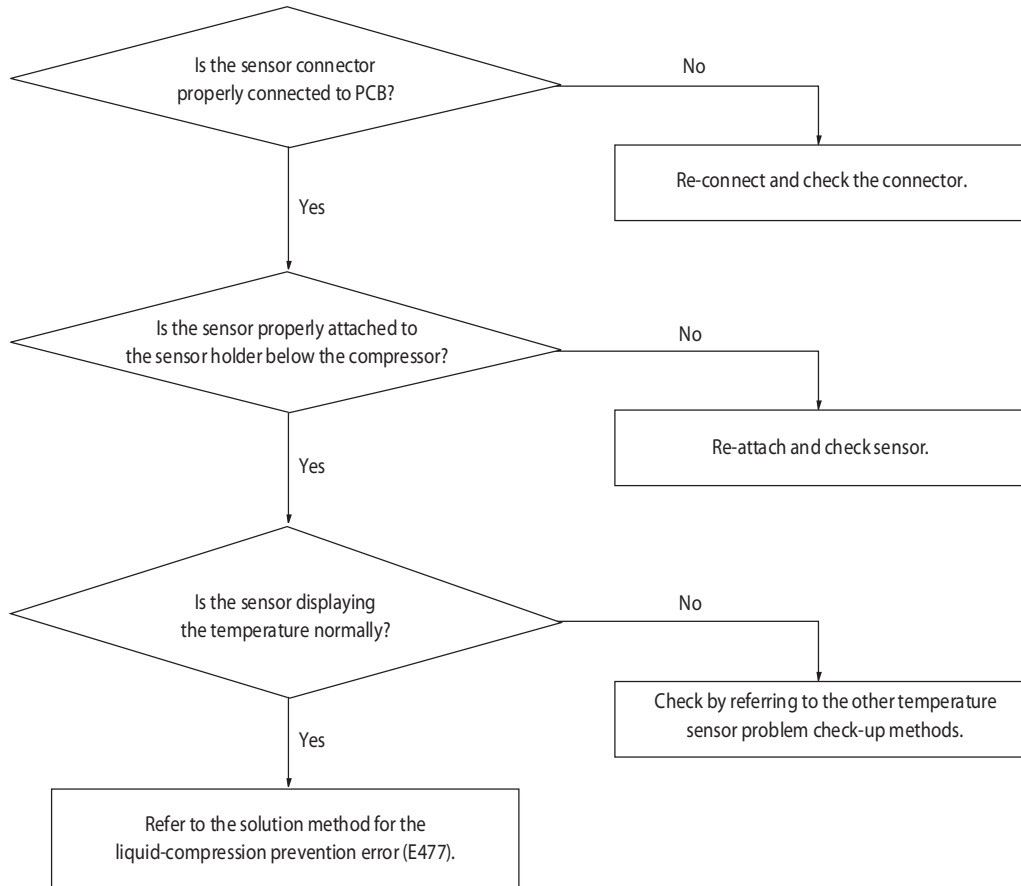 Is the sensor connector
properly connected to PCB?
No
Re-connect and check the connector.
Yes
Is the sensor properly attached to
the sensor holder below the compressor?
No
Re-attach and check sensor.
Yes
Is the sensor displaying
the temperature normally?
No
Check by referring to the other temperature
sensor problem check-up methods.
Yes
Refer to the solution method for the
liquid-compression prevention error (E477).